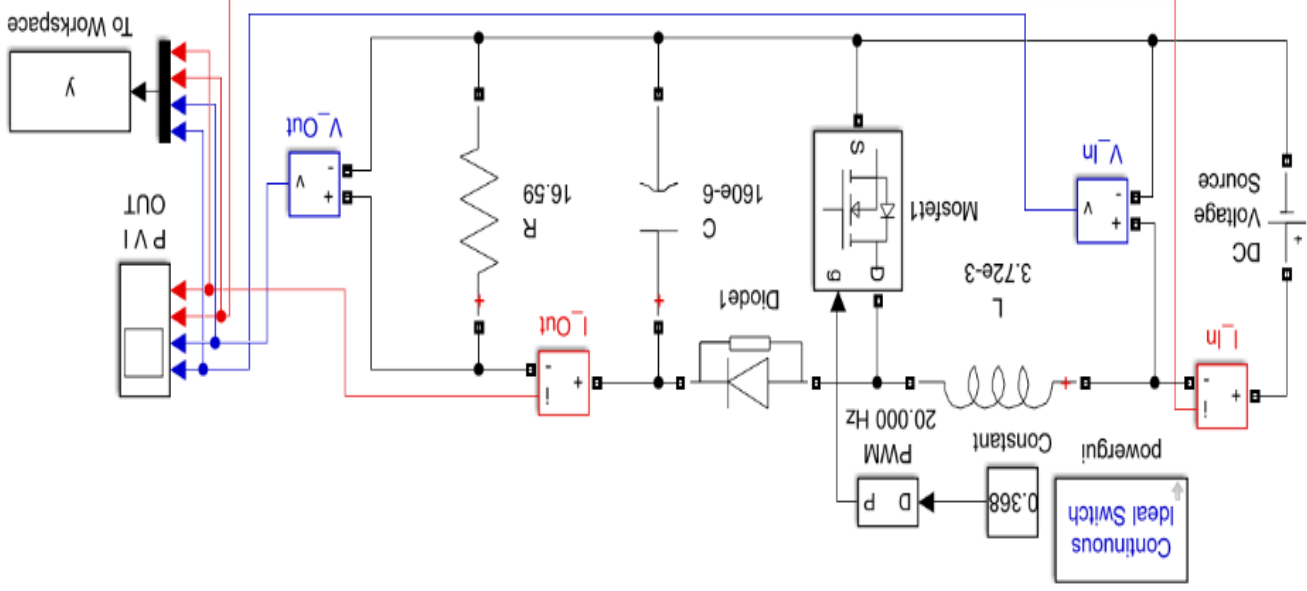 Continuous
Ideal Switch
powergui
0.368
Constant
D P
PWM
20.000 Hz
I_In
+
-
i
L
3.72e-3
+
Diode1
I_Out
+
-
i
DC
Voltage
Source
+
V_In
+
-
v
Mosfet1
g
D
S
C
160e-6
+
R
16.59
+
V_Out
+
-
v
P V I
OUT
y
To Workspace